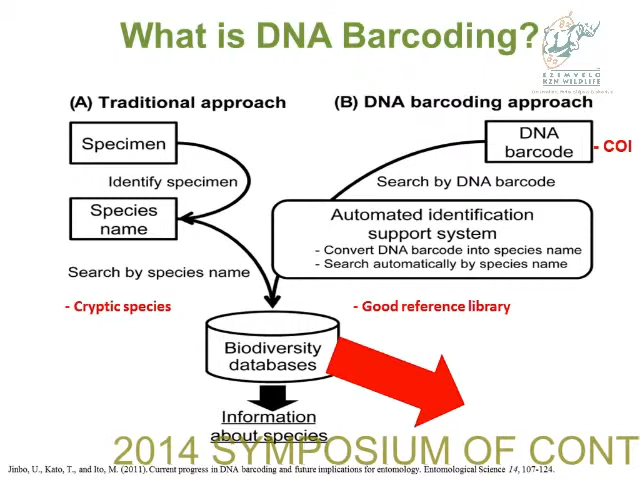 What is DNA Barcoding?
EZEMVELO
KZN WILDLIFE
(A) Traditional approach
(B) DNA barcoding approach
Specimen
DNA
barcode
- COI
Identify specimen
Search by DNA barcode
Species
name
Automated identification
support system
- Convert DNA barcode into species name
- Search automatically by species name
Search by species name
- Cryptic species
- Good reference library
Biodiversity
databases
Information
about species
2014 SYMPOSIUM OF CONT
Jinbo, U., Kato, T., and Ito, M. (2011). Current progress in DNA barcoding and future implications for entomology. Entomological Science 14, 107-124.